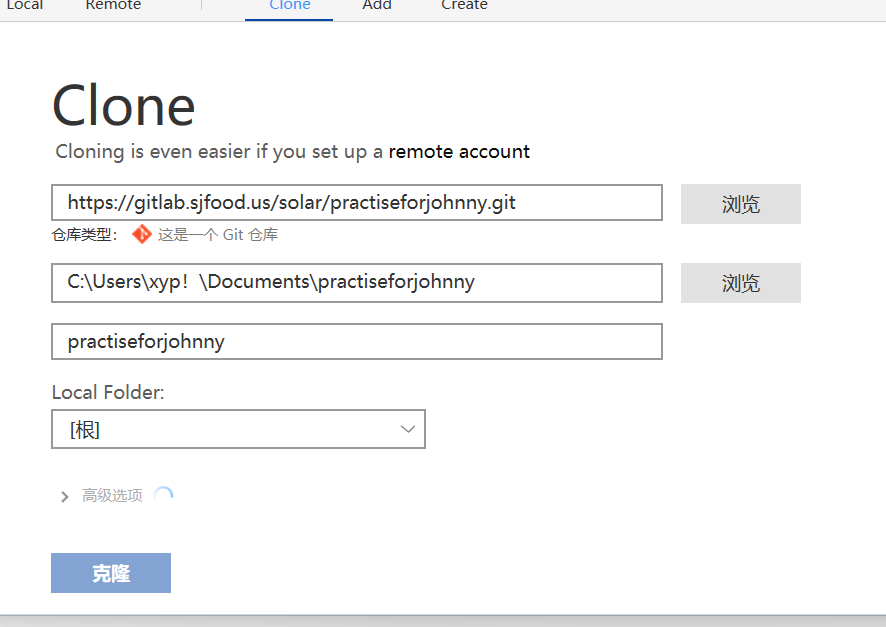 Local Remote Clone Add Create
Clone
Cloning is even easier if you set up a remote account
https://gitlab.sjfood.us/solar/practiseforjohnny.git 浏览
仓库类型： 这是一个 Git 仓库
C:\Users\xyp！\Documents\practiseforjohnny 浏览
practiseforjohnny
Local Folder:
[根]
高级选项
克隆